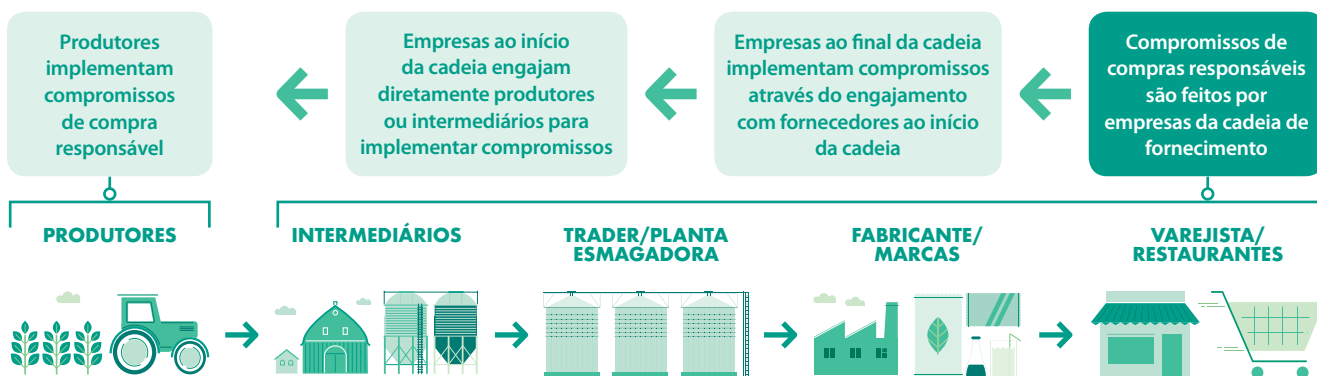 Produtores
implementam
compromissos
de compra
responsável
Empresas ao início
da cadeia engajam
diretamente produtores
ou intermediários para
implementar compromissos
Empresas ao final da cadeia
implementam compromissos
através do engajamento
com fornecedores ao início
da cadeia
Compromissos de
compras responsáveis
são feitos por
empresas da cadeia de
fornecimento
PRODUTORES
INTERMEDIÁRIOS
TRADER/PLANTA
ESMAGADORA
FABRICANTE/
MARCAS
VAREJISTA/
RESTAURANTES